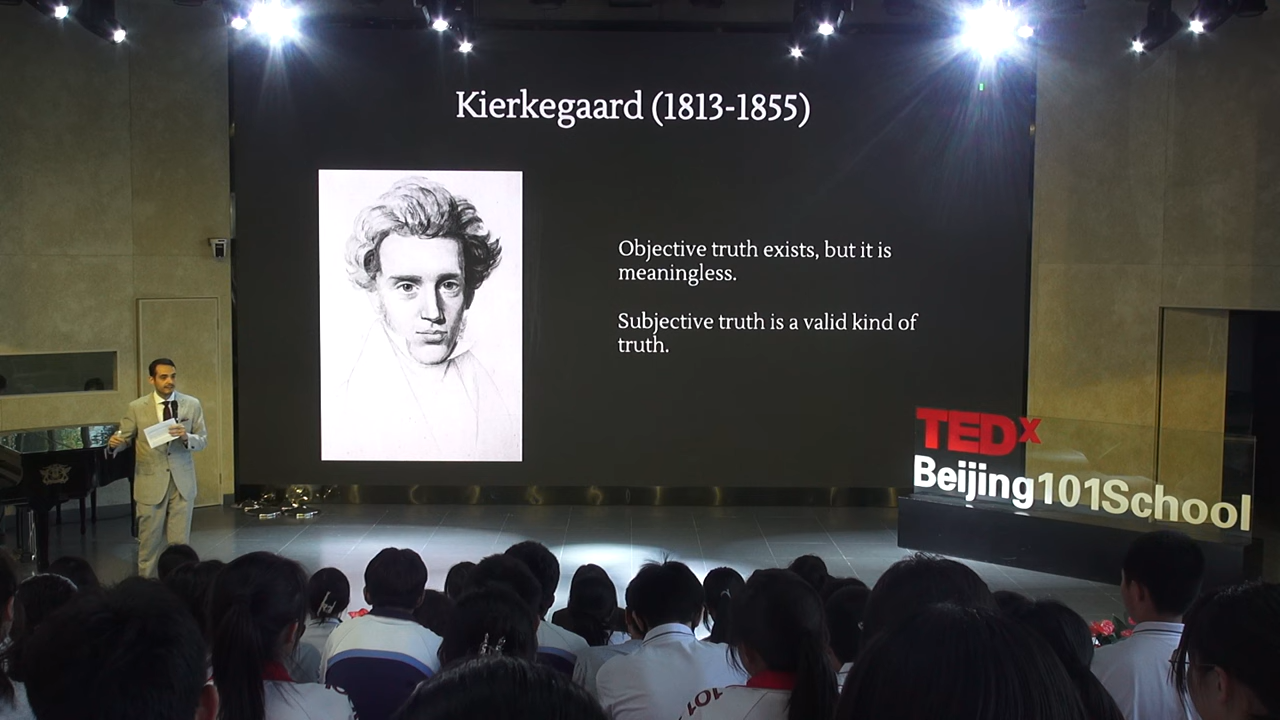 Kierkegaard (1813-1855)
Objective truth exists, but it is
meaningless.
Subjective truth is a valid kind of
truth.
TEDx
Beijing101School
101